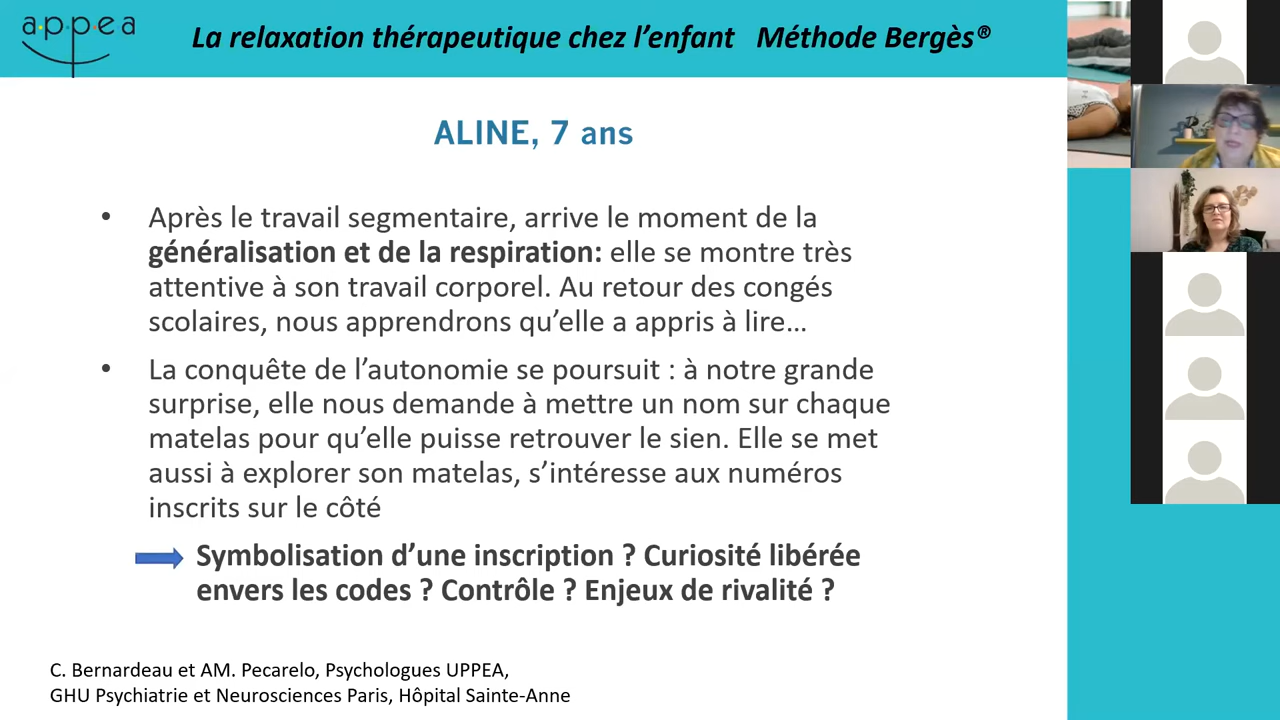 appea
La relaxation thérapeutique chez l’enfant Méthode Bergès®
ALINE, 7 ans
• Après le travail segmentaire, arrive le moment de la
généralisation et de la respiration: elle se montre très
attentive à son travail corporel. Au retour des congés
scolaires, nous apprendrons qu’elle a appris à lire…
• La conquête de l’autonomie se poursuit : à notre grande
surprise, elle nous demande à mettre un nom sur chaque
matelas pour qu’elle puisse retrouver le sien. Elle se met
aussi à explorer son matelas, s’intéresse aux numéros
inscrits sur le côté
Symbolisation d’une inscription ? Curiosité libérée
envers les codes ? Contrôle ? Enjeux de rivalité ?
C. Bernardeau et AM. Pecarelo, Psychologues UPPEA,
GHU Psychiatrie et Neurosciences Paris, Hôpital Sainte-Anne